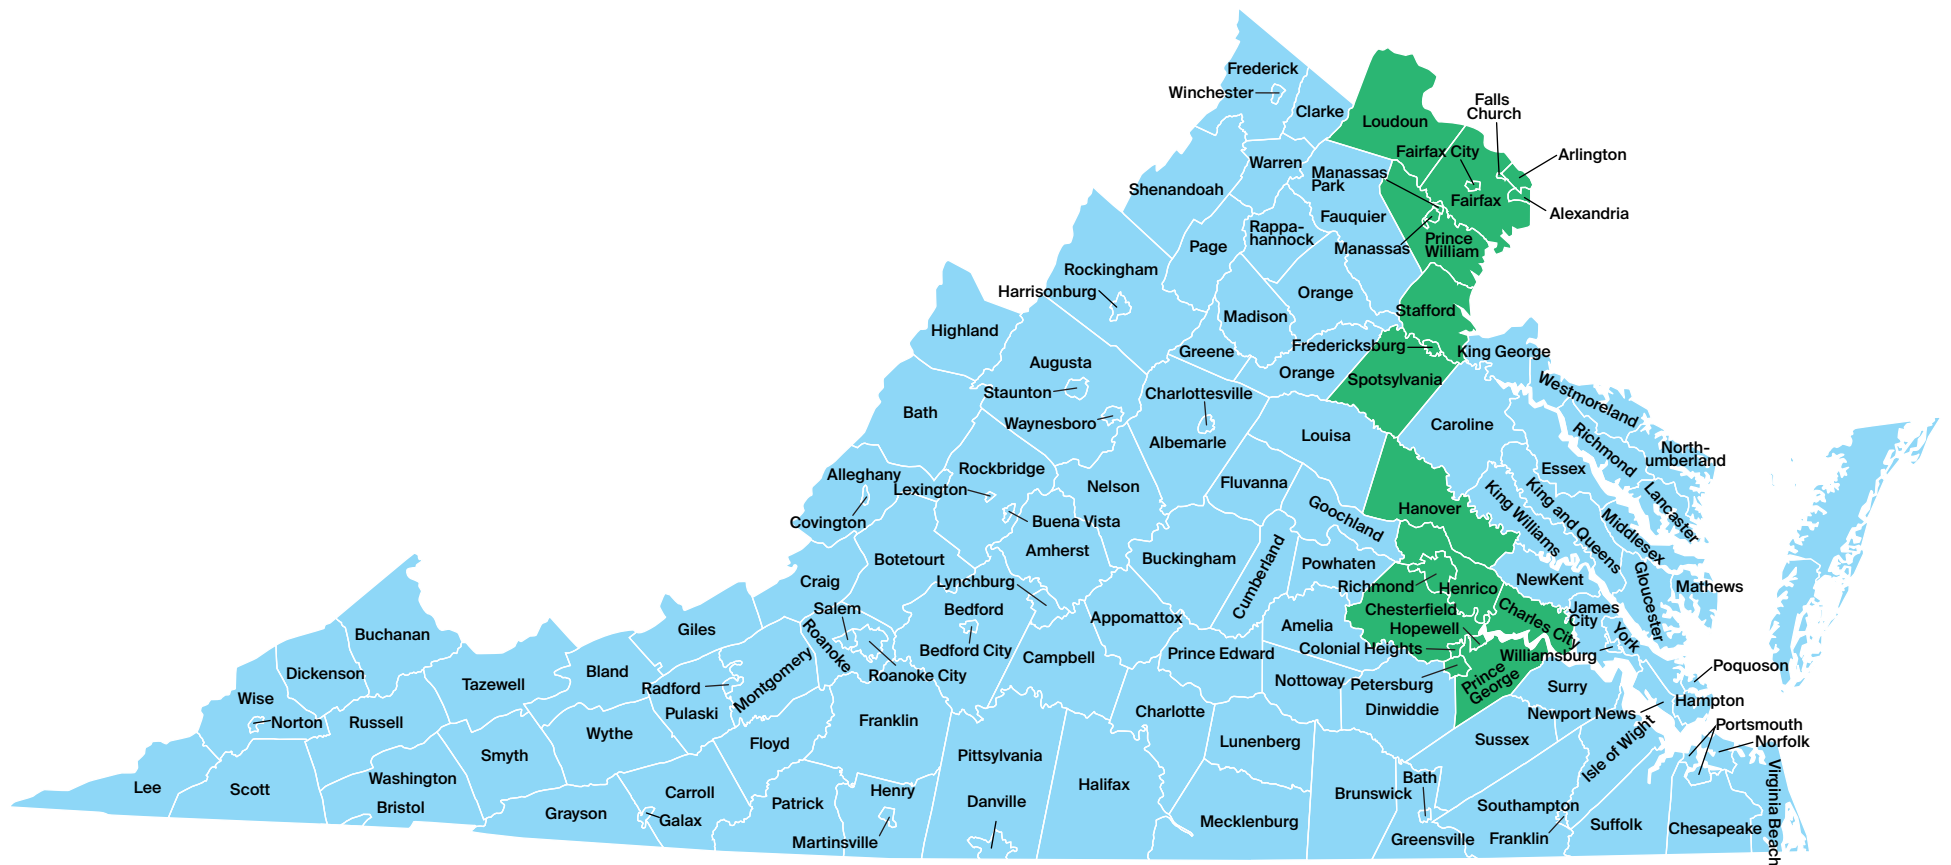 Frederick
Winchester
Clarke
Loudoun
Falls
Church
Fairfax City
Arlington
Warren
Manassas
Park
Shenandoah
Fairfax
Alexandria
Fauquier
Rappa-
hannock
Page
Manassas
Prince
William
Rockingham
Harrisonburg
Orange
Madison
Stafford
Highland
Fredericksburg
King George
Greene
Augusta
Orange
Spotsylvania
Staunton
Charlottesville
Westmoreland
Bath
Waynesboro
Caroline
Albemarle
Louisa
Richmond
North-
umberland
Rockbridge
Essex
Alleghany
Lexington
Nelson
Fluvanna
Lancaster
Hanover
King Williams
King and Queens
Goochland
Covington
Buena Vista
Middlesex
Amherst
Botetourt
Buckingham
Cumberland
Powhaten
Craig
Lynchburg
Richmond
Henrico
NewKent
Gloucester
Mathews
Salem
Bedford
Appomattox
Chesterfield
Charles City
James
City
Amelia
Hopewell
York
Giles
Buchanan
Roanoke
Bedford City
Colonial Heights
Williamsburg
Campbell
Prince Edward
Poquoson
Dickenson
Bland
Roanoke City
Montgomery
Tazewell
Radford
Nottoway
Petersburg
Prince
George
Surry
Wise
Hampton
Norton
Russell
Pulaski
Franklin
Charlotte
Dinwiddie
Newport News
Portsmouth
Wythe
Floyd
Lunenberg
Sussex
Isle of Wight
Norfolk
Smyth
Pittsylvania
Washington
Halifax
Bath
Lee
Scott
Carroll
Henry
Brunswick
Virginia Beach
Bristol
Patrick
Danville
Southampton
Grayson
Galax
Mecklenburg
Suffolk
Chesapeake
Martinsville
Greensville
Franklin